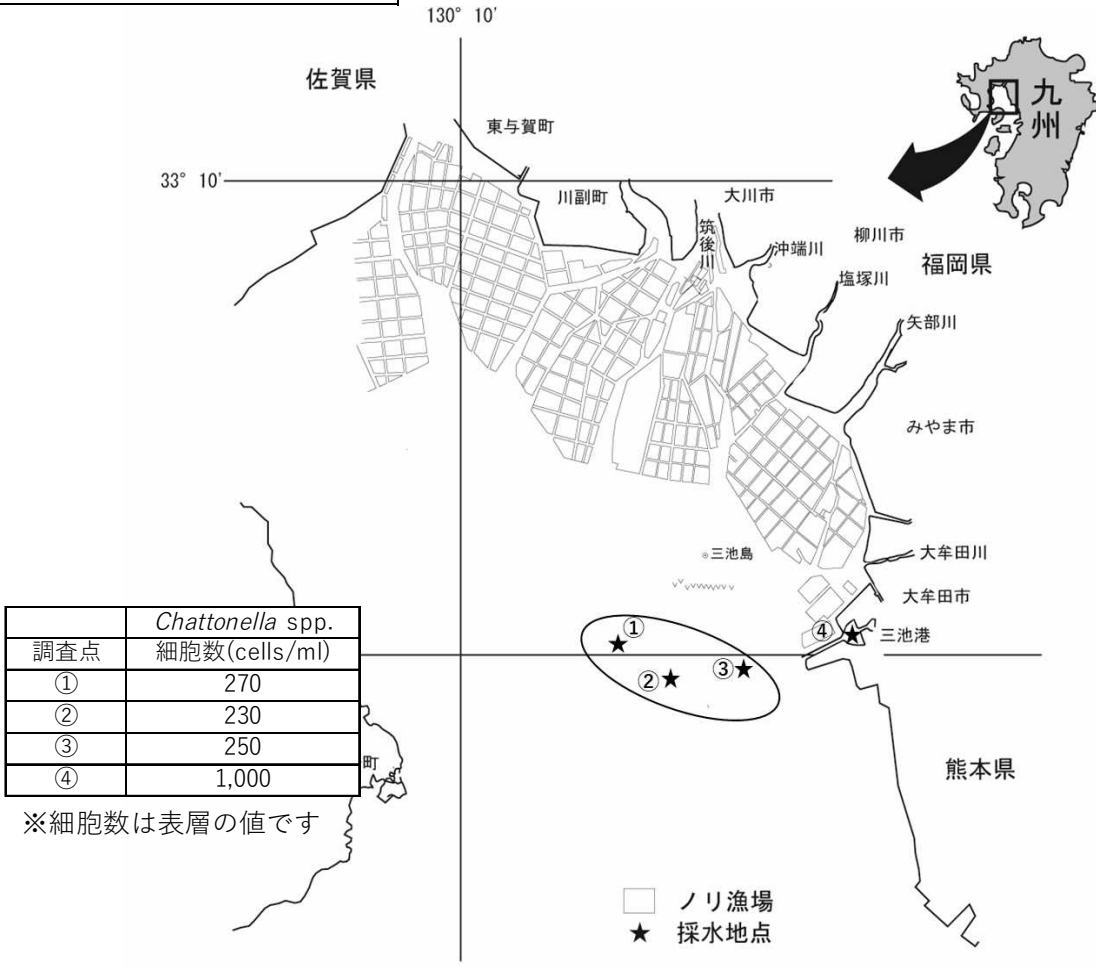 130° 10'
佐賀県
東与賀町
九州
33° 10'
川副町
大川市
筑後川
沖端川
柳川市
福岡県
塩塚川
矢部川
みやま市
三池島
大牟田川
大牟田市
Chattonella spp.
調査点 細胞数(cells/ml)
① 270
② 230
③ 250
④ 1,000
①
②
③
④
三池港
町
熊本県
※細胞数は表層の値です
ノリ漁場
★ 採水地点